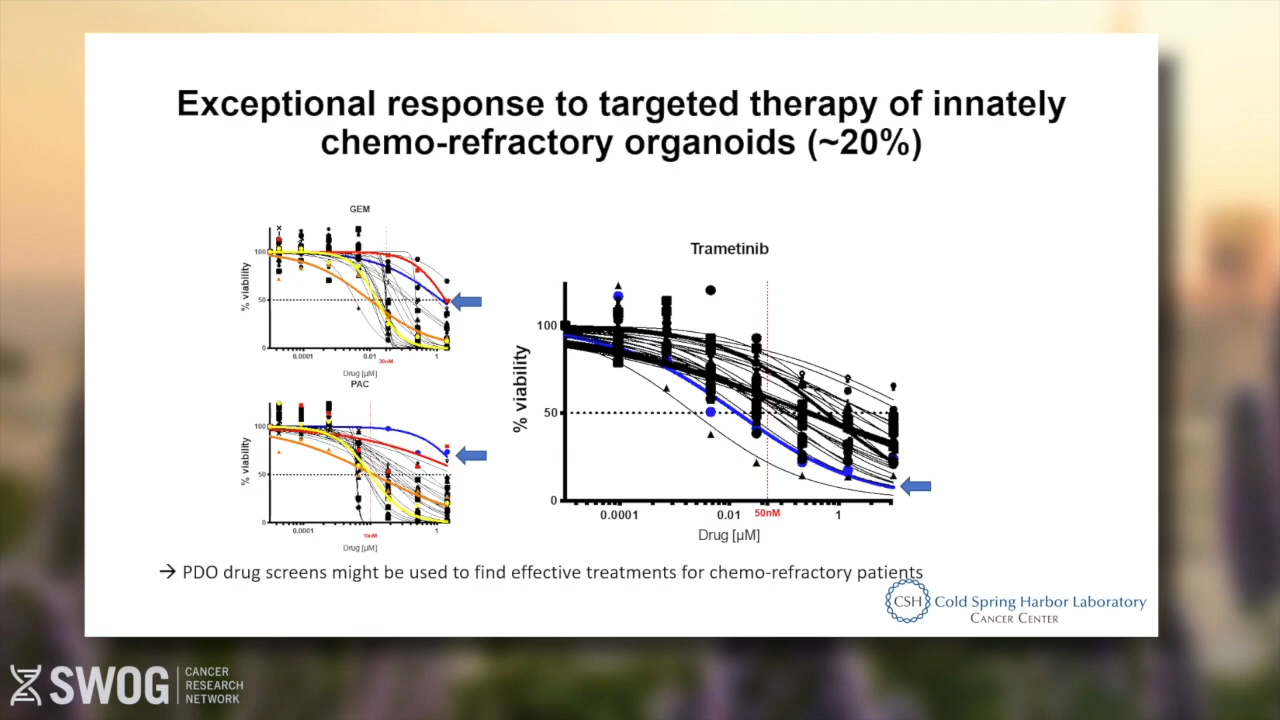 Exceptional response to targeted therapy of innately
chemo-refractory organoids (~20%)
GEM
% viability
100
50
0
0.0001
0.01
1
30nM
Drug [µM]
PAC
% viability
100
50
0
0.0001
1
10nM
Drug [µM]
Trametinib
% viability
100
50
0
0.0001
0.01
50nM
1
Drug [µM]
→ PDO drug screens might be used to find effective treatments for chemo-refractory patients
CSH Cold Spring Harbor Laboratory
CANCER CENTER
SWOG
CANCER
RESEARCH
NETWORK